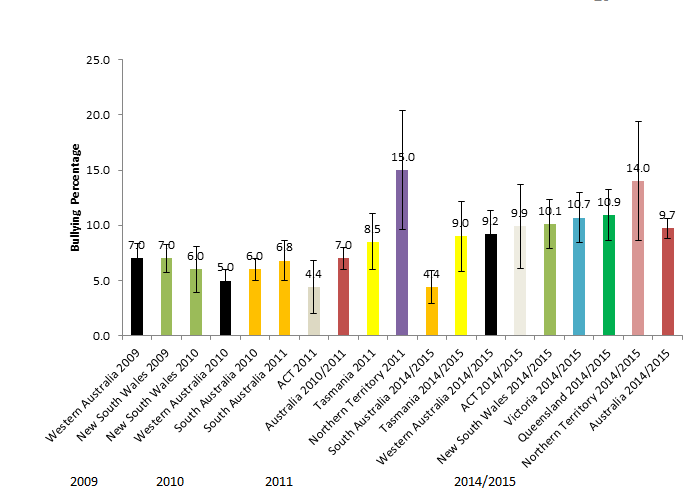 25.0
20.0
15.0
10.0
5.0
0.0
Bullying Percentage
7.0
7.0
6.0
5.0
6.0
6.8
4.4
7.0
8.5
15.0
4.4
9.0
9.2
9.9
10.1
10.7
10.9
14.0
9.7
Western Australia 2009
New South Wales 2009
New South Wales 2010
Western Australia 2010
South Australia 2010
South Australia 2011
ACT 2011
Australia 2010/2011
Tasmania 2011
Northern Territory 2011
South Australia 2014/2015
Tasmania 2014/2015
Western Australia 2014/2015
ACT 2014/2015
New South Wales 2014/2015
Victoria 2014/2015
Queensland 2014/2015
Northern Territory 2014/2015
Australia 2014/2015
2009 2010 2011 2014/2015